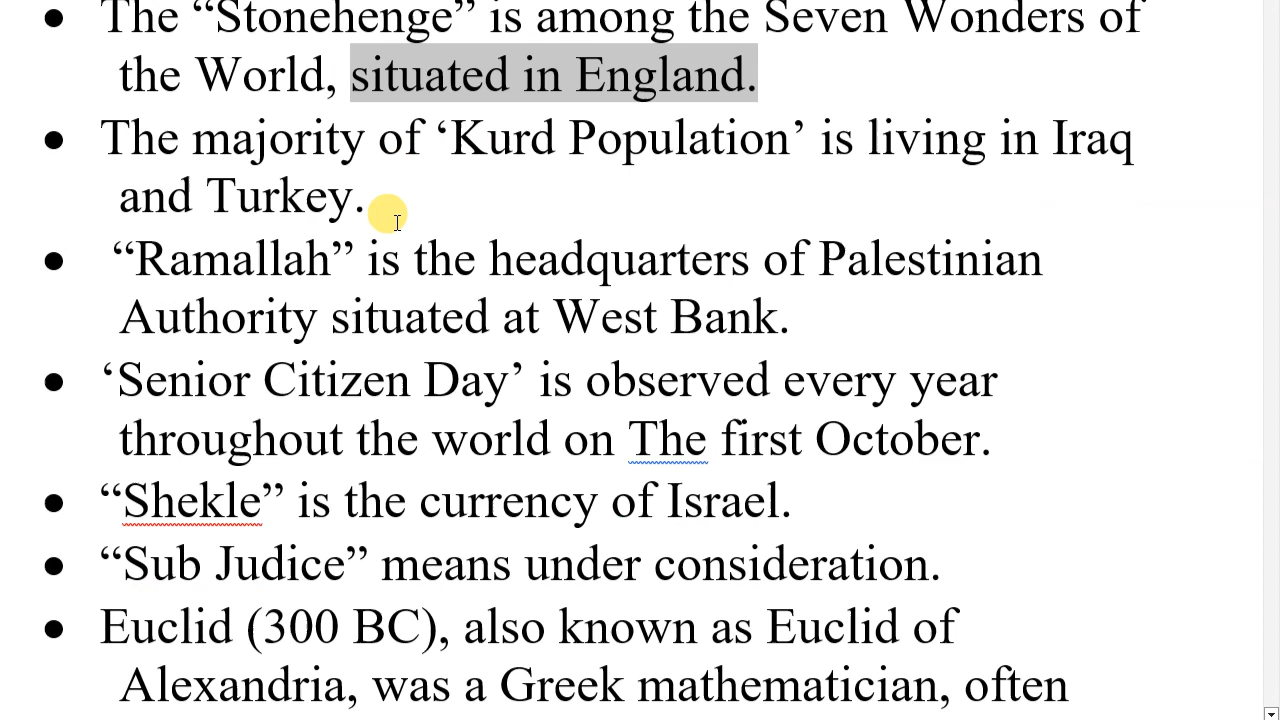 • The “Stonehenge” is among the Seven Wonders of
the World, situated in England.
• The majority of ‘Kurd Population’ is living in Iraq
and Turkey.
• “Ramallah” is the headquarters of Palestinian
Authority situated at West Bank.
• ‘Senior Citizen Day’ is observed every year
throughout the world on The first October.
• “Shekle” is the currency of Israel.
• “Sub Judice” means under consideration.
• Euclid (300 BC), also known as Euclid of
Alexandria, was a Greek mathematician, often